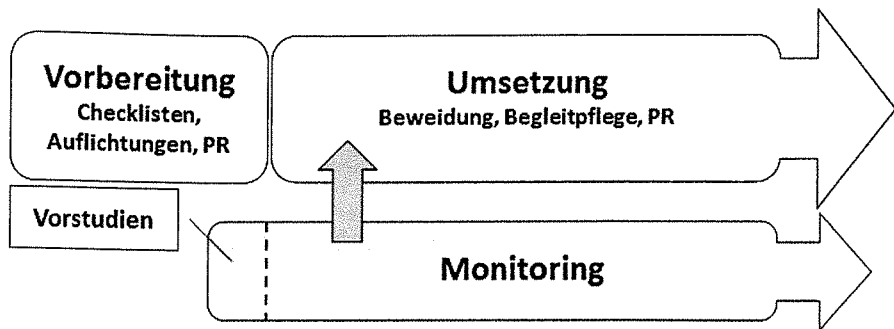 Vorbereitung
Checklisten,
Auflichtungen, PR
Umsetzung
Beweidung, Begleitpflege, PR
Vorstudien
Monitoring